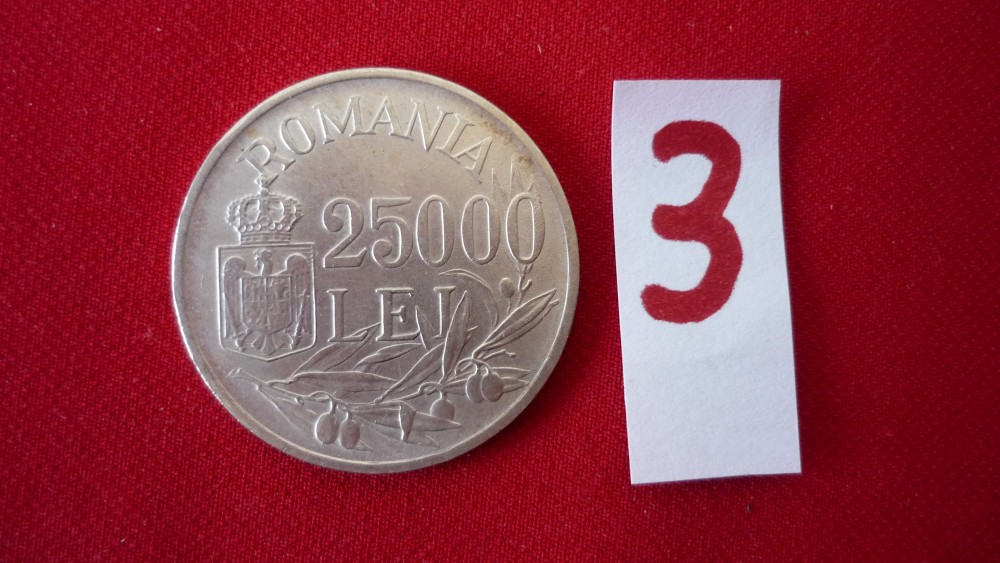 ROMANIA
25000
LEI
3